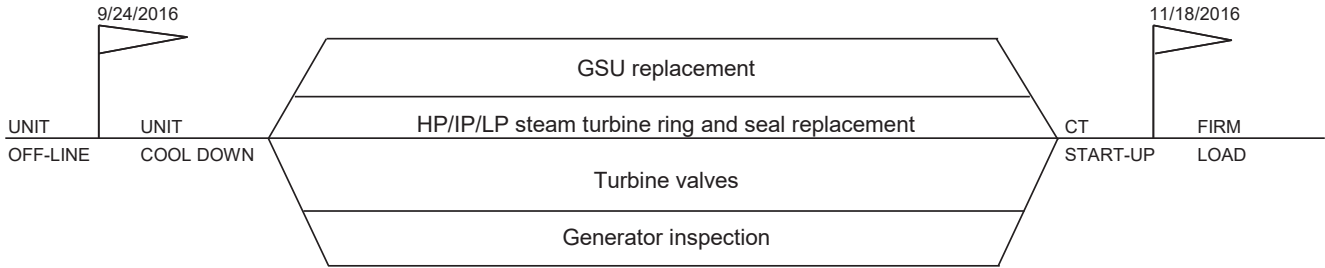 9/24/2016
11/18/2016
GSU replacement
UNIT
UNIT
HP/IP/LP steam turbine ring and seal replacement
CT
FIRM
OFF-LINE
COOL DOWN
START-UP
LOAD
Turbine valves
Generator inspection